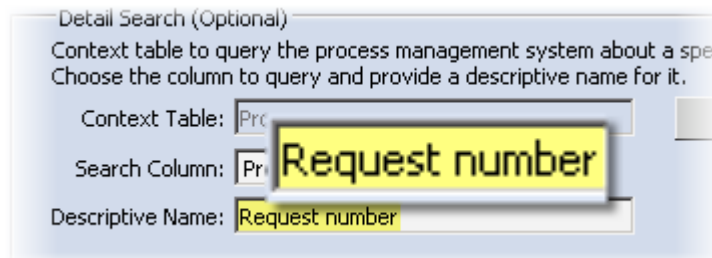 Detail Search (Optional)
Context table to query the process management system about a
Choose the column to query and provide a descriptive name for it.
Context Table:
Search Column:
Request number
Descriptive Name: Request number